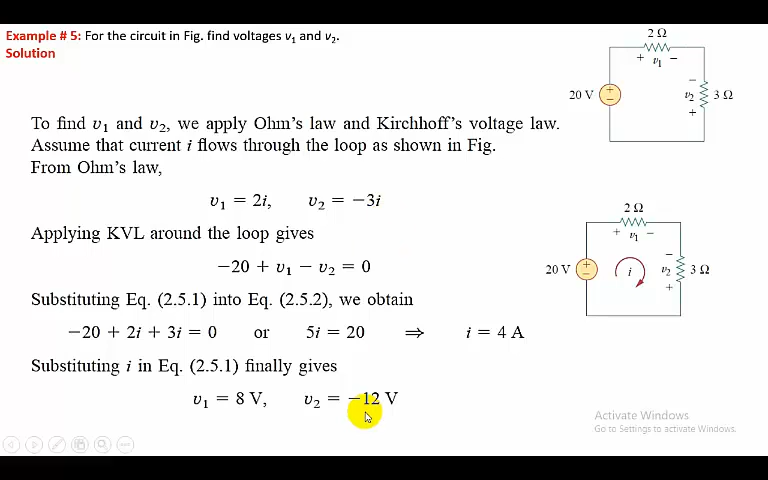 Example # 5: For the circuit in Fig. find voltages v1 and v2.
Solution
2 Ω
+ v1 −
20 V
+
−
−
v2
+
3 Ω
To find v1 and v2, we apply Ohm's law and Kirchhoff's voltage law.
Assume that current i flows through the loop as shown in Fig.
From Ohm's law,
v1 = 2i, v2 = −3i
Applying KVL around the loop gives
−20 + v1 − v2 = 0
Substituting Eq. (2.5.1) into Eq. (2.5.2), we obtain
−20 + 2i + 3i = 0 or 5i = 20 ⇒ i = 4 A
Substituting i in Eq. (2.5.1) finally gives
v1 = 8 V, v2 = −12 V
2 Ω
+ v1 −
20 V
+
−
i
−
v2
+
3 Ω
Activate Windows
Go to Settings to activate Windows.